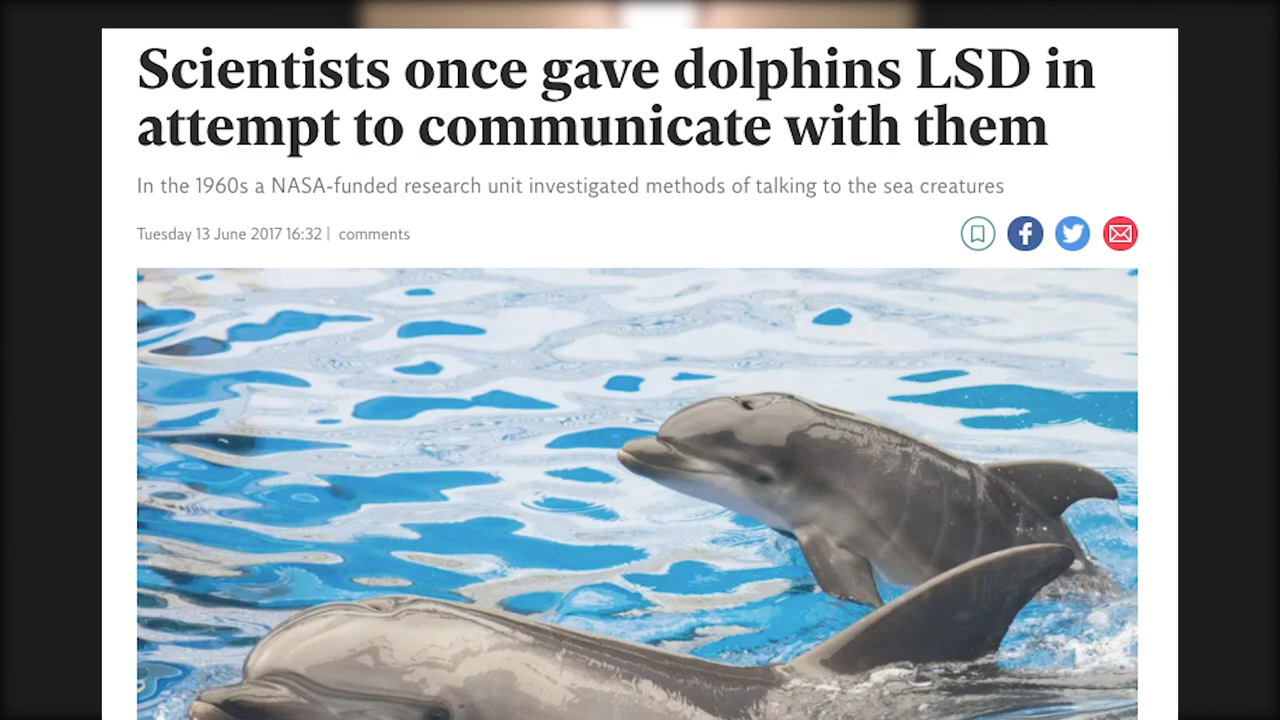 Scientists once gave dolphins LSD in
attempt to communicate with them
In the 1960s a NASA-funded research unit investigated methods of talking to the sea creatures
Tuesday 13 June 2017 16:32 | comments